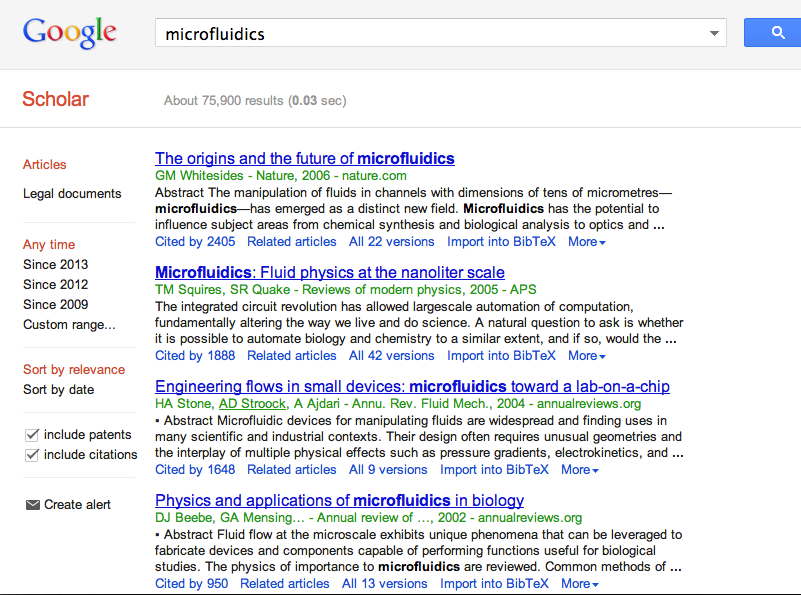 Google
microfluidics
Scholar
About 75,900 results (0.03 sec)
Articles
Legal documents
Any time
Since 2013
Since 2012
Since 2009
Custom range...
Sort by relevance
Sort by date
include patents
include citations
Create alert
The origins and the future of microfluidics
GM Whitesides - Nature, 2006 - nature.com
Abstract The manipulation of fluids in channels with dimensions of tens of micrometres—
microfluidics—has emerged as a distinct new field. Microfluidics has the potential to
influence subject areas from chemical synthesis and biological analysis to optics and ...
Cited by 2405 Related articles All 22 versions Import into BibTeX More
Microfluidics: Fluid physics at the nanoliter scale
TM Squires, SR Quake - Reviews of modern physics, 2005 - APS
The integrated circuit revolution has allowed largescale automation of computation,
fundamentally altering the way we live and do science. A natural question to ask is whether
it is possible to automate biology and chemistry to a similar extent, and if so, would the ...
Cited by 1888 Related articles All 42 versions Import into BibTeX More
Engineering flows in small devices: microfluidics toward a lab-on-a-chip
HA Stone, AD Stroock, A Ajdari - Annu. Rev. Fluid Mech., 2004 - annualreviews.org
▪ Abstract Microfluidic devices for manipulating fluids are widespread and finding uses in
many scientific and industrial contexts. Their design often requires unusual geometries and
the interplay of multiple physical effects such as pressure gradients, electrokinetics, and ...
Cited by 1648 Related articles All 9 versions Import into BibTeX More
Physics and applications of microfluidics in biology
DJ Beebe, GA Mensing... - Annual review of ..., 2002 - annualreviews.org
▪ Abstract Fluid flow at the microscale exhibits unique phenomena that can be leveraged to
fabricate devices and components capable of performing functions useful for biological
studies. The physics of importance to microfluidics are reviewed. Common methods of ...
Cited by 950 Related articles All 13 versions Import into BibTeX More